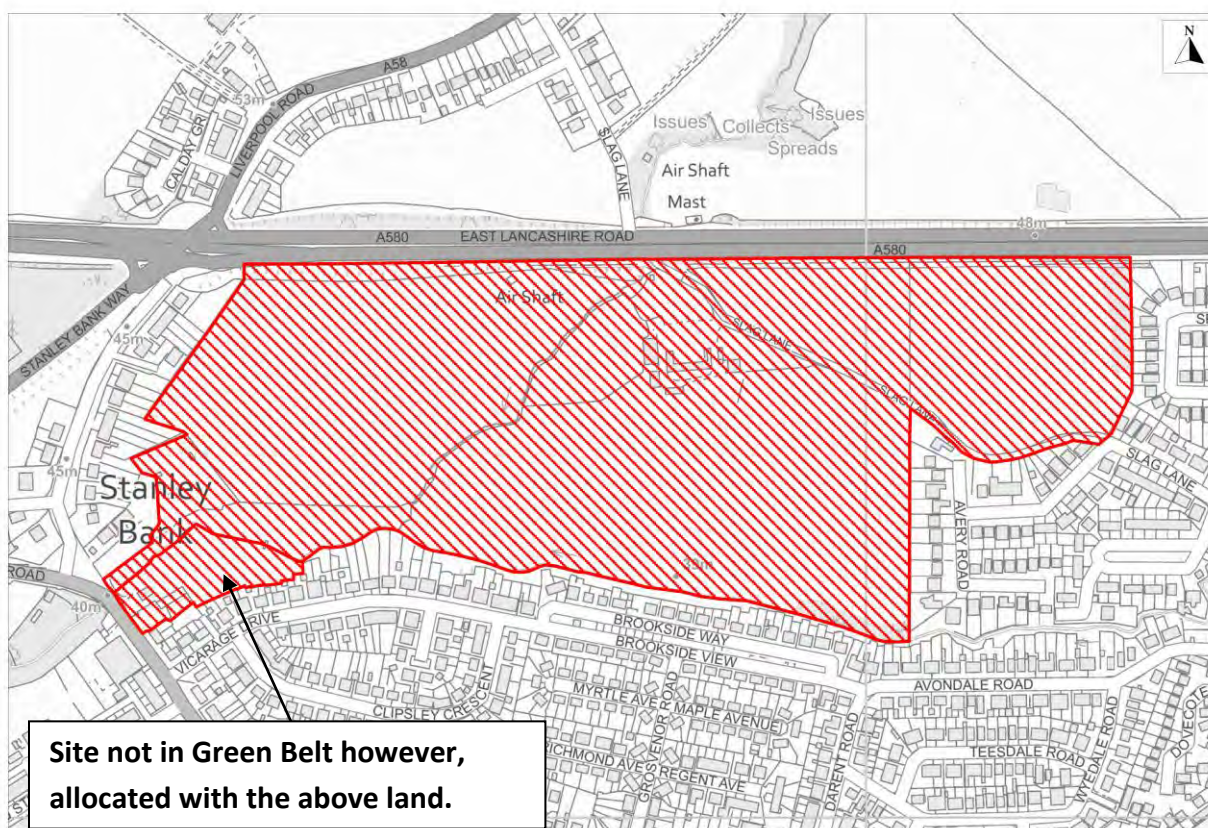 N
A58
53m
LIVERPOOL ROAD
CALDAY GR
SLAG LANE
Issues
Collects
Issues
Spreads
Air Shaft
Mast
48m
A580
EAST LANCASHIRE ROAD
A580
STANLEY BANK WAY
45m
Air Shaft
SLAG LANE
SLAG LANE
45m
Stanley
Bank
SLAG LANE
AVERY ROAD
ROAD
40m
39m
VICARAGE DRIVE
BROOKSIDE WAY
BROOKSIDE VIEW
AVONDALE ROAD
CLIPSLEY CRESCENT
MYRTLE AVE
MAPLE AVENUE
GROSVENOR ROAD
RICHMOND AVE
REGENT AVE
DARENT ROAD
TEESDALE ROAD
WYEDALE ROAD
DOVECOTE
Site not in Green Belt however,
allocated with the above land.